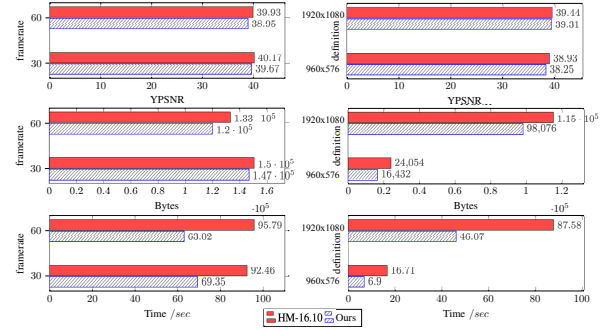 framerate
60
39.93
38.95
30
40.17
39.67
0 10 20 30 40
YPSNR
definition
1920x1080
39.44
39.31
960x576
38.93
38.25
0 10 20 30 40
YPSNR
framerate
60
1.33 · 10^5
1.2 · 10^5
30
1.5 · 10^5
1.47 · 10^5
0 0.2 0.4 0.6 0.8 1 1.2 1.4 1.6
Bytes
·10^5
definition
1920x1080
1.15 · 10^5
98,076
960x576
24,054
16,432
0 0.2 0.4 0.6 0.8 1 1.2
Bytes
·10^5
framerate
60
95.79
63.02
30
92.46
69.35
0 20 40 60 80 100
Time /sec
definition
1920x1080
87.58
46.07
960x576
16.71
6.9
0 20 40 60 80 100
Time /sec
HM-16.10 Ours